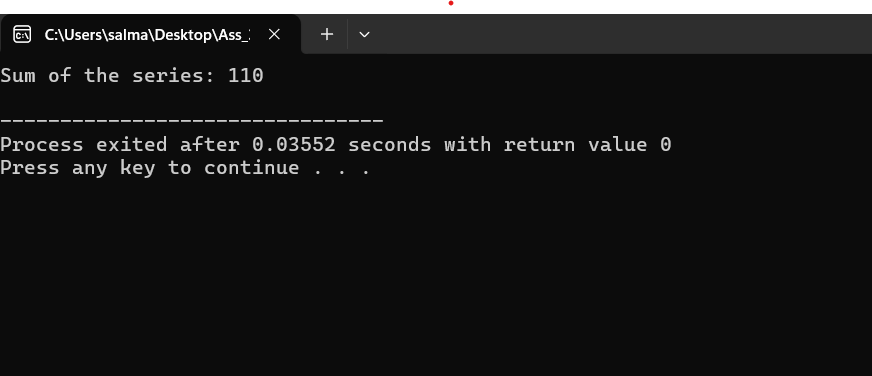 C:\Users\salma\Desktop\Ass_
Sum of the series: 110
--------------------------------
Process exited after 0.03552 seconds with return value 0
Press any key to continue . . .